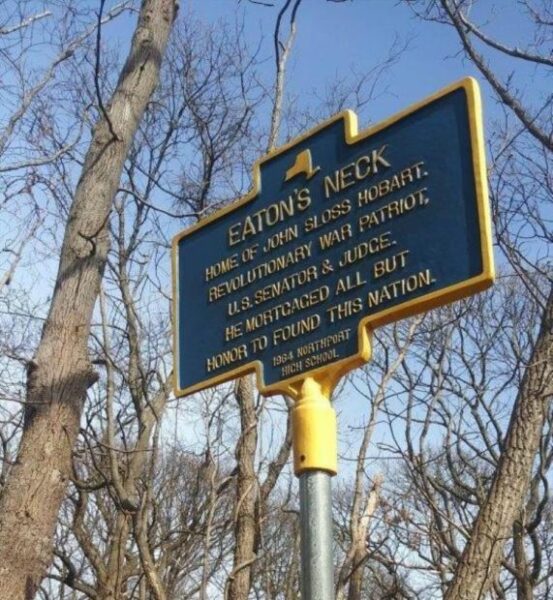 EATON'S NECK
HOME OF JOHN SLOSS HOBART.
REVOLUTIONARY WAR PATRIOT,
U.S. SENATOR & JUDGE.
HE MORTGAGED ALL BUT
HONOR TO FOUND THIS NATION.
1984 NORTHPORT
HIGH SCHOOL